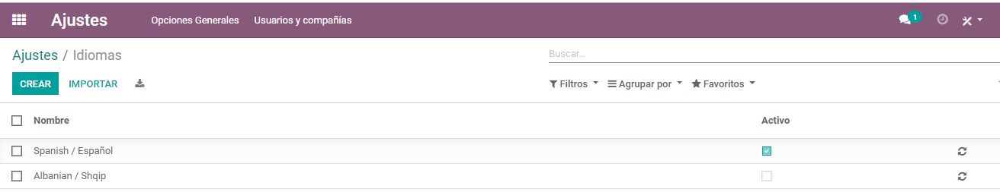 Ajustes Opciones Generales Usuarios y compañías 1
Ajustes / Idiomas Buscar...
CREAR IMPORTAR Filtros Agrupar por Favoritos
Nombre Activo
Spanish / Español
Albanian / Shqip